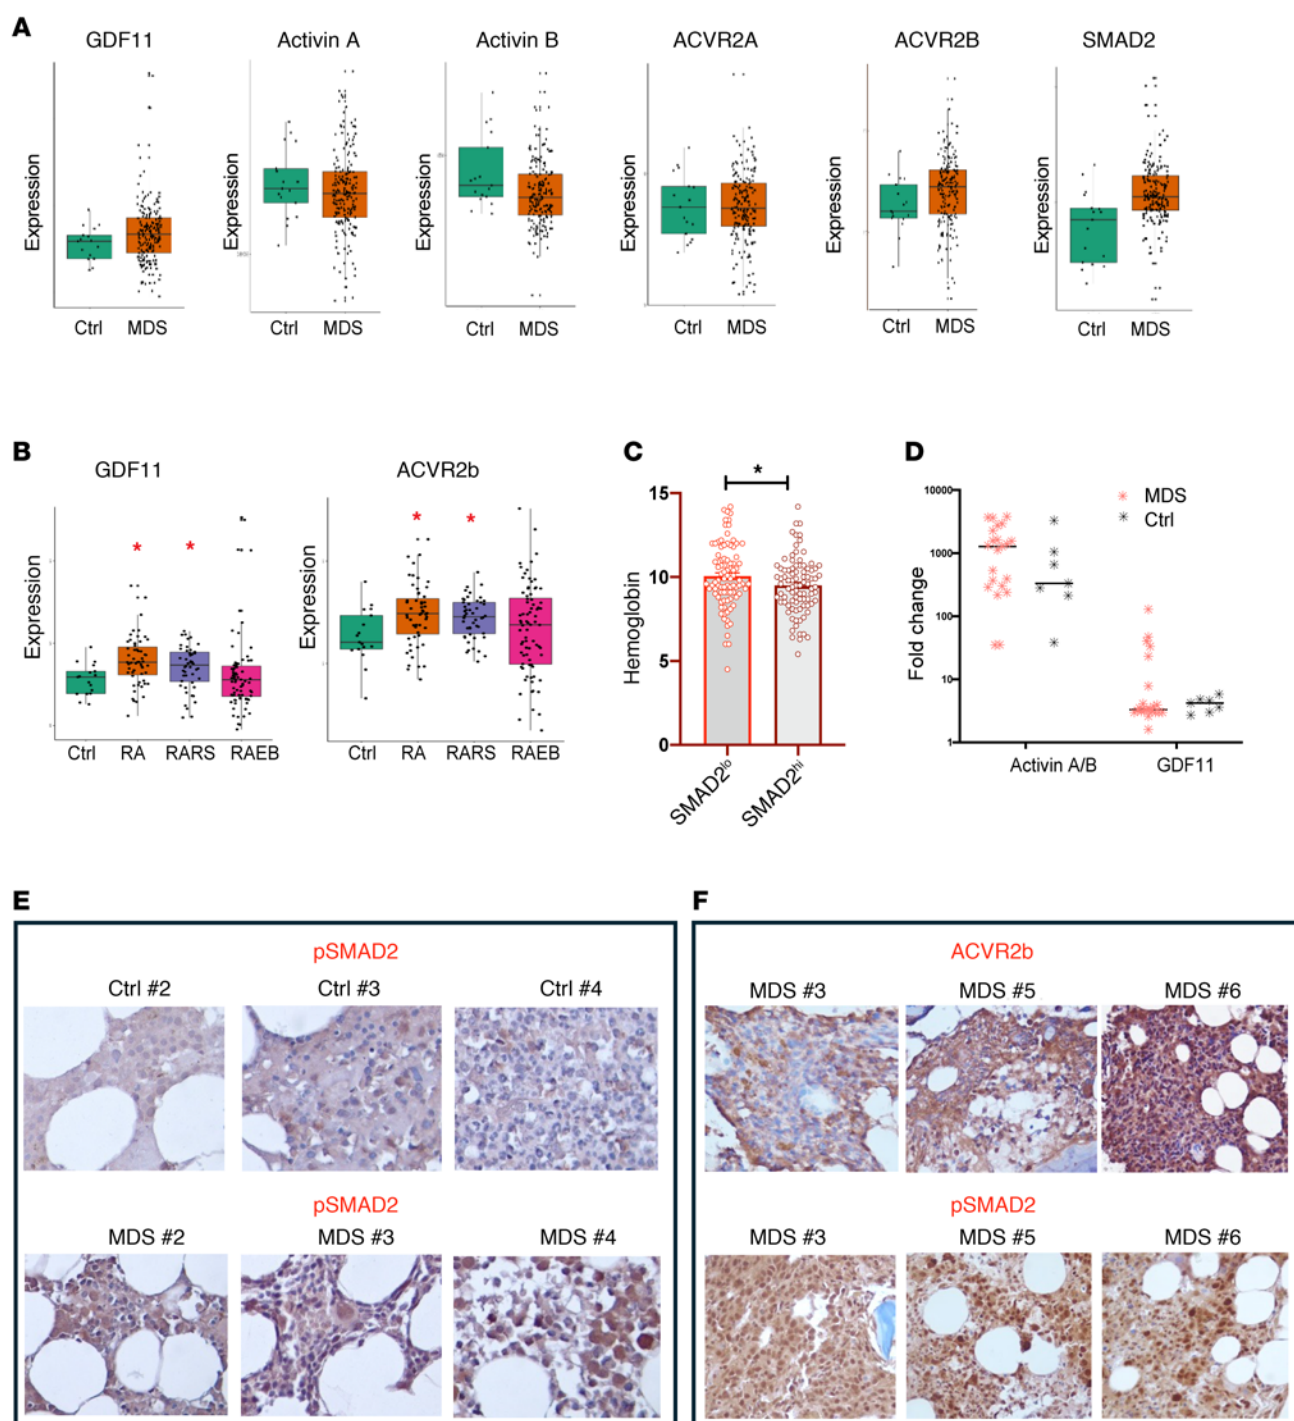 A
GDF11
Activin A
Activin B
ACVR2A
ACVR2B
SMAD2
Expression
Expression
Expression
Expression
Expression
Expression
Ctrl MDS
Ctrl MDS
Ctrl MDS
Ctrl MDS
Ctrl MDS
Ctrl MDS
B
GDF11
ACVR2b
Expression
* *
Ctrl RA RARS RAEB
Expression
* *
Ctrl RA RARS RAEB
C
*
Hemoglobin
15
10
5
0
SMAD2lo
SMAD2hi
D
Fold change
10000
1000
100
10
1
MDS
Ctrl
Activin A/B
GDF11
E
pSMAD2
Ctrl #2 Ctrl #3 Ctrl #4
pSMAD2
MDS #2 MDS #3 MDS #4
F
ACVR2b
MDS #3 MDS #5 MDS #6
pSMAD2
MDS #3 MDS #5 MDS #6